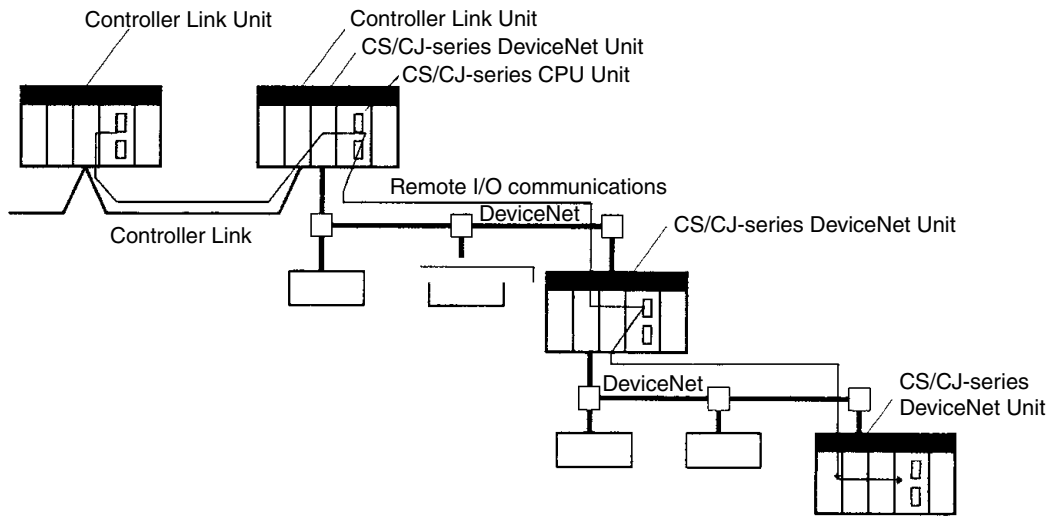 Controller Link Unit
Controller Link Unit
CS/CJ-series DeviceNet Unit
CS/CJ-series CPU Unit
Remote I/O communications
DeviceNet
Controller Link
CS/CJ-series DeviceNet Unit
DeviceNet
CS/CJ-series
DeviceNet Unit